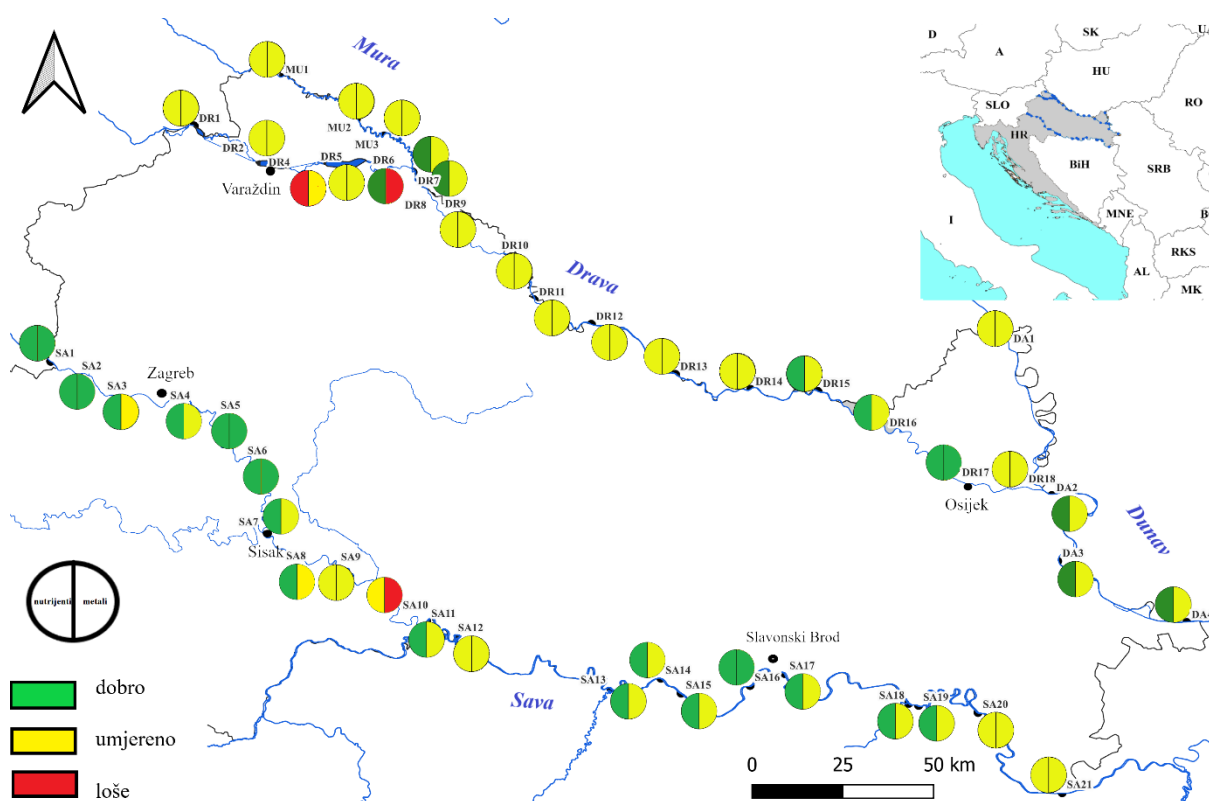 D
A
SK
HU
SLO
RO
HR
BiH
SRB
I
MNE
RKS
AL
MK
Mura
MU1
MU2
MU3
DR1
DR2
DR4
DR5
DR6
DR7
DR8
DR9
Varaždin
DR10
DR11
Drava
DR12
DR13
DR14
DR15
DR16
DR17
DR18
Osijek
DA1
DA2
DA3
Dunav
SA1
SA2
SA3
Zagreb
SA4
SA5
SA6
SA7
Sisak
SA8
SA9
SA10
SA11
SA12
Sava
SA13
SA14
SA15
Slavonski Brod
SA16
SA17
SA18
SA19
SA20
SA21
nutrijenti
metali
dobro
umjereno
loše
0
25
50 km